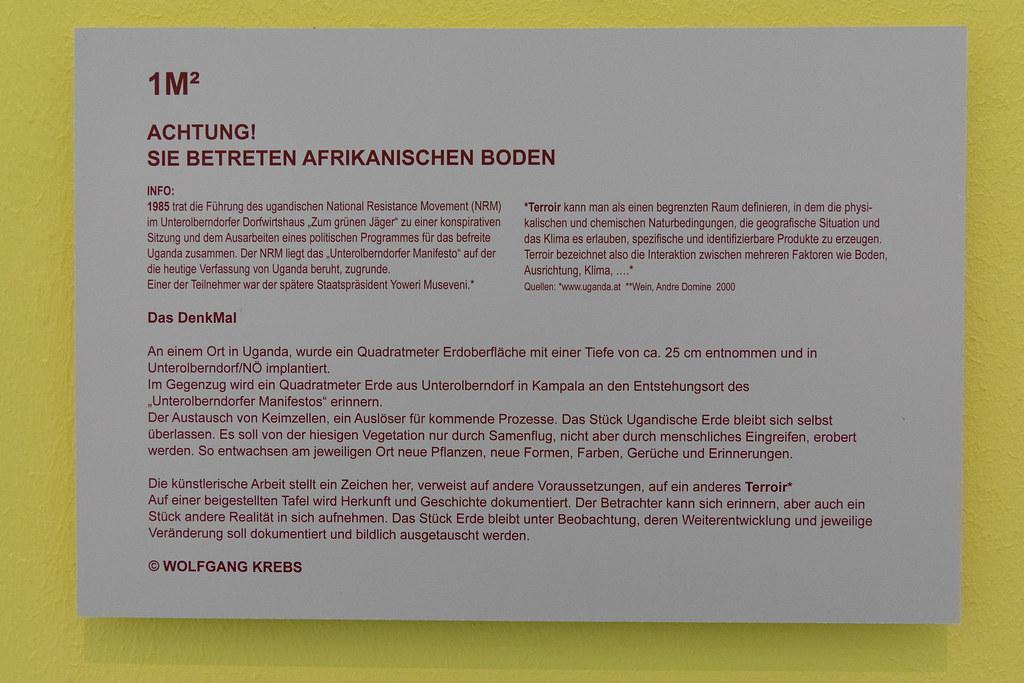 1M²
ACHTUNG!
SIE BETRETEN AFRIKANISCHEN BODEN
INFO:
1985 trat die Führung des ugandischen National Resistance Movement (NRM)
im Unterolberndorfer Dorfwirtshaus „Zum grünen Jäger“ zu einer konspirativen
Sitzung und dem Ausarbeiten eines politischen Programmes für das befreite
Uganda zusammen. Der NRM liegt das „Unterolberndorfer Manifesto“ auf der
die heutige Verfassung von Uganda beruht, zugrunde.
Einer der Teilnehmer war der spätere Staatspräsident Yoweri Museveni.*
*Terroir kann man als einen begrenzten Raum definieren, in dem die physi-
kalischen und chemischen Naturbedingungen, die geografische Situation und
das Klima es erlauben, spezifische und identifizierbare Produkte zu erzeugen.
Terroir bezeichnet also die Interaktion zwischen mehreren Faktoren wie Boden,
Ausrichtung, Klima, ....*
Quellen: *www.uganda.at **Wein, Andre Domine 2000
Das DenkMal
An einem Ort in Uganda, wurde ein Quadratmeter Erdoberfläche mit einer Tiefe von ca. 25 cm entnommen und in
Unterolberndorf/NÖ implantiert.
Im Gegenzug wird ein Quadratmeter Erde aus Unterolberndorf in Kampala an den Entstehungsort des
„Unterolberndorfer Manifestos“ erinnern.
Der Austausch von Keimzellen, ein Auslöser für kommende Prozesse. Das Stück Ugandische Erde bleibt sich selbst
überlassen. Es soll von der hiesigen Vegetation nur durch Samenflug, nicht aber durch menschliches Eingreifen, erobert
werden. So entwachsen am jeweiligen Ort neue Pflanzen, neue Formen, Farben, Gerüche und Erinnerungen.
Die künstlerische Arbeit stellt ein Zeichen her, verweist auf andere Voraussetzungen, auf ein anderes Terroir*
Auf einer beigestellten Tafel wird Herkunft und Geschichte dokumentiert. Der Betrachter kann sich erinnern, aber auch ein
Stück andere Realität in sich aufnehmen. Das Stück Erde bleibt unter Beobachtung, deren Weiterentwicklung und jeweilige
Veränderung soll dokumentiert und bildlich ausgetauscht werden.
© WOLFGANG KREBS